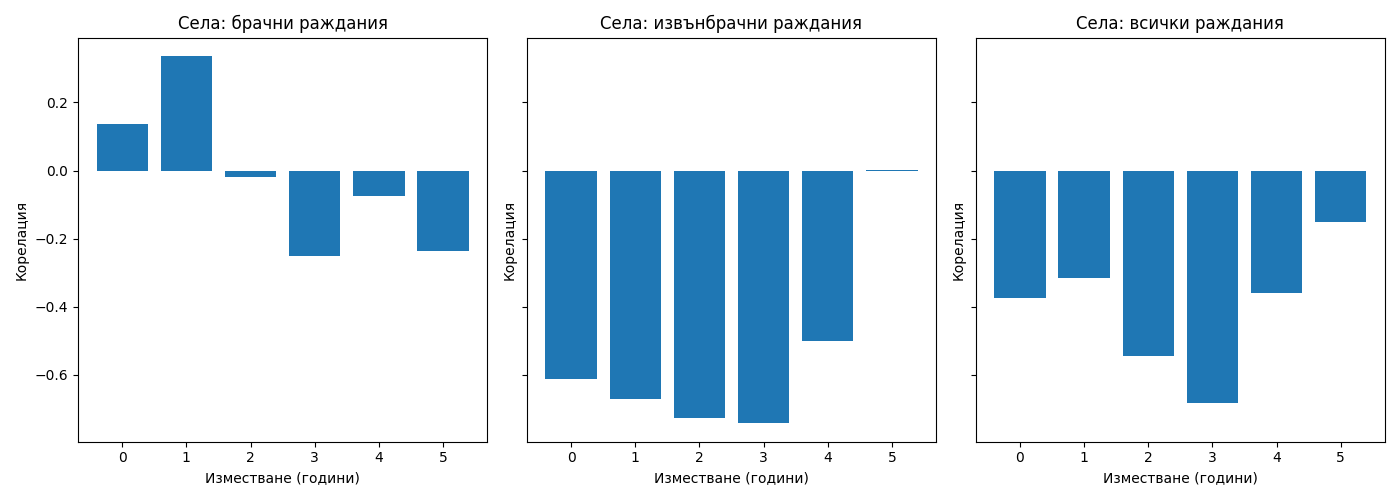 Села: брачни раждания
Села: извънбрачни раждания
Села: всички раждания
Корелация
0.2
0.0
−0.2
−0.4
−0.6
0 1 2 3 4 5
Изместване (години)
Корелация
0 1 2 3 4 5
Изместване (години)
Корелация
0 1 2 3 4 5
Изместване (години)